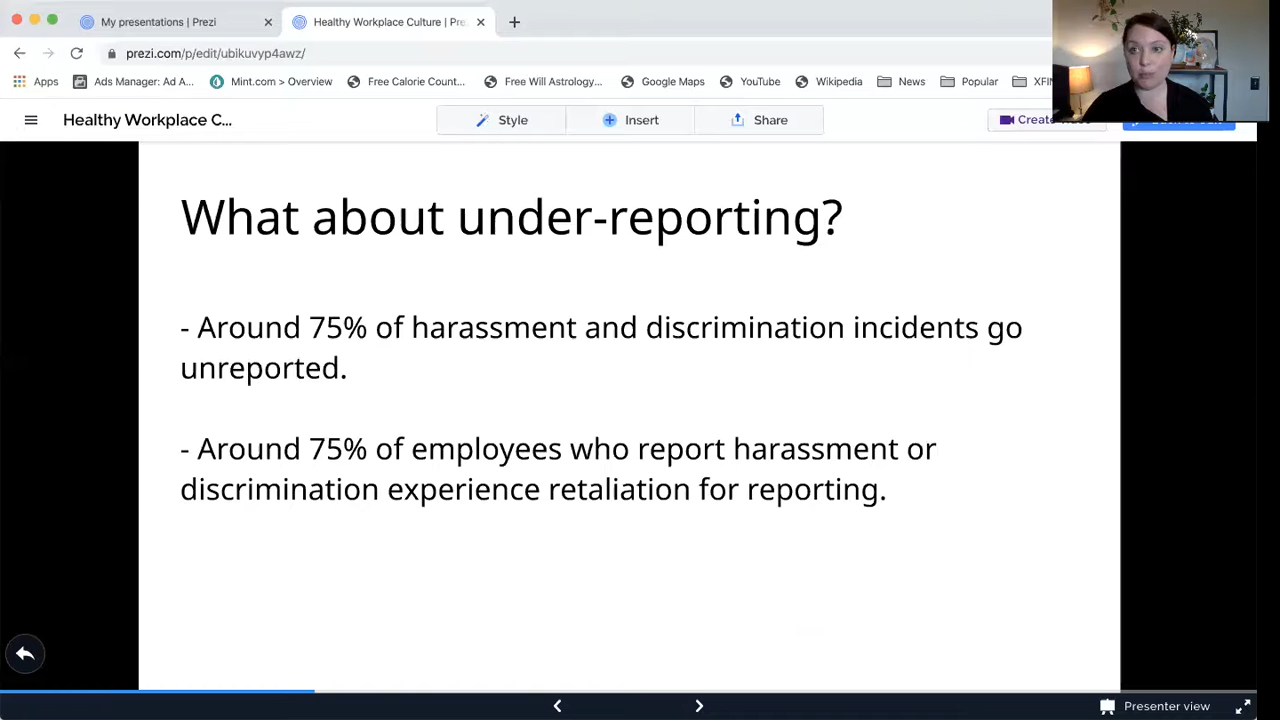 My presentations | Prezi
Healthy Workplace Culture | Pre
prezi.com/p/edit/ubikuvyp4awz/
Apps
Ads Manager: Ad A...
Mint.com > Overview
Free Calorie Count...
Free Will Astrology...
Google Maps
YouTube
Wikipedia
News
Popular
XFIN
Healthy Workplace C...
Style
Insert
Share
What about under-reporting?
- Around 75% of harassment and discrimination incidents go
unreported.
- Around 75% of employees who report harassment or
discrimination experience retaliation for reporting.
Presenter view